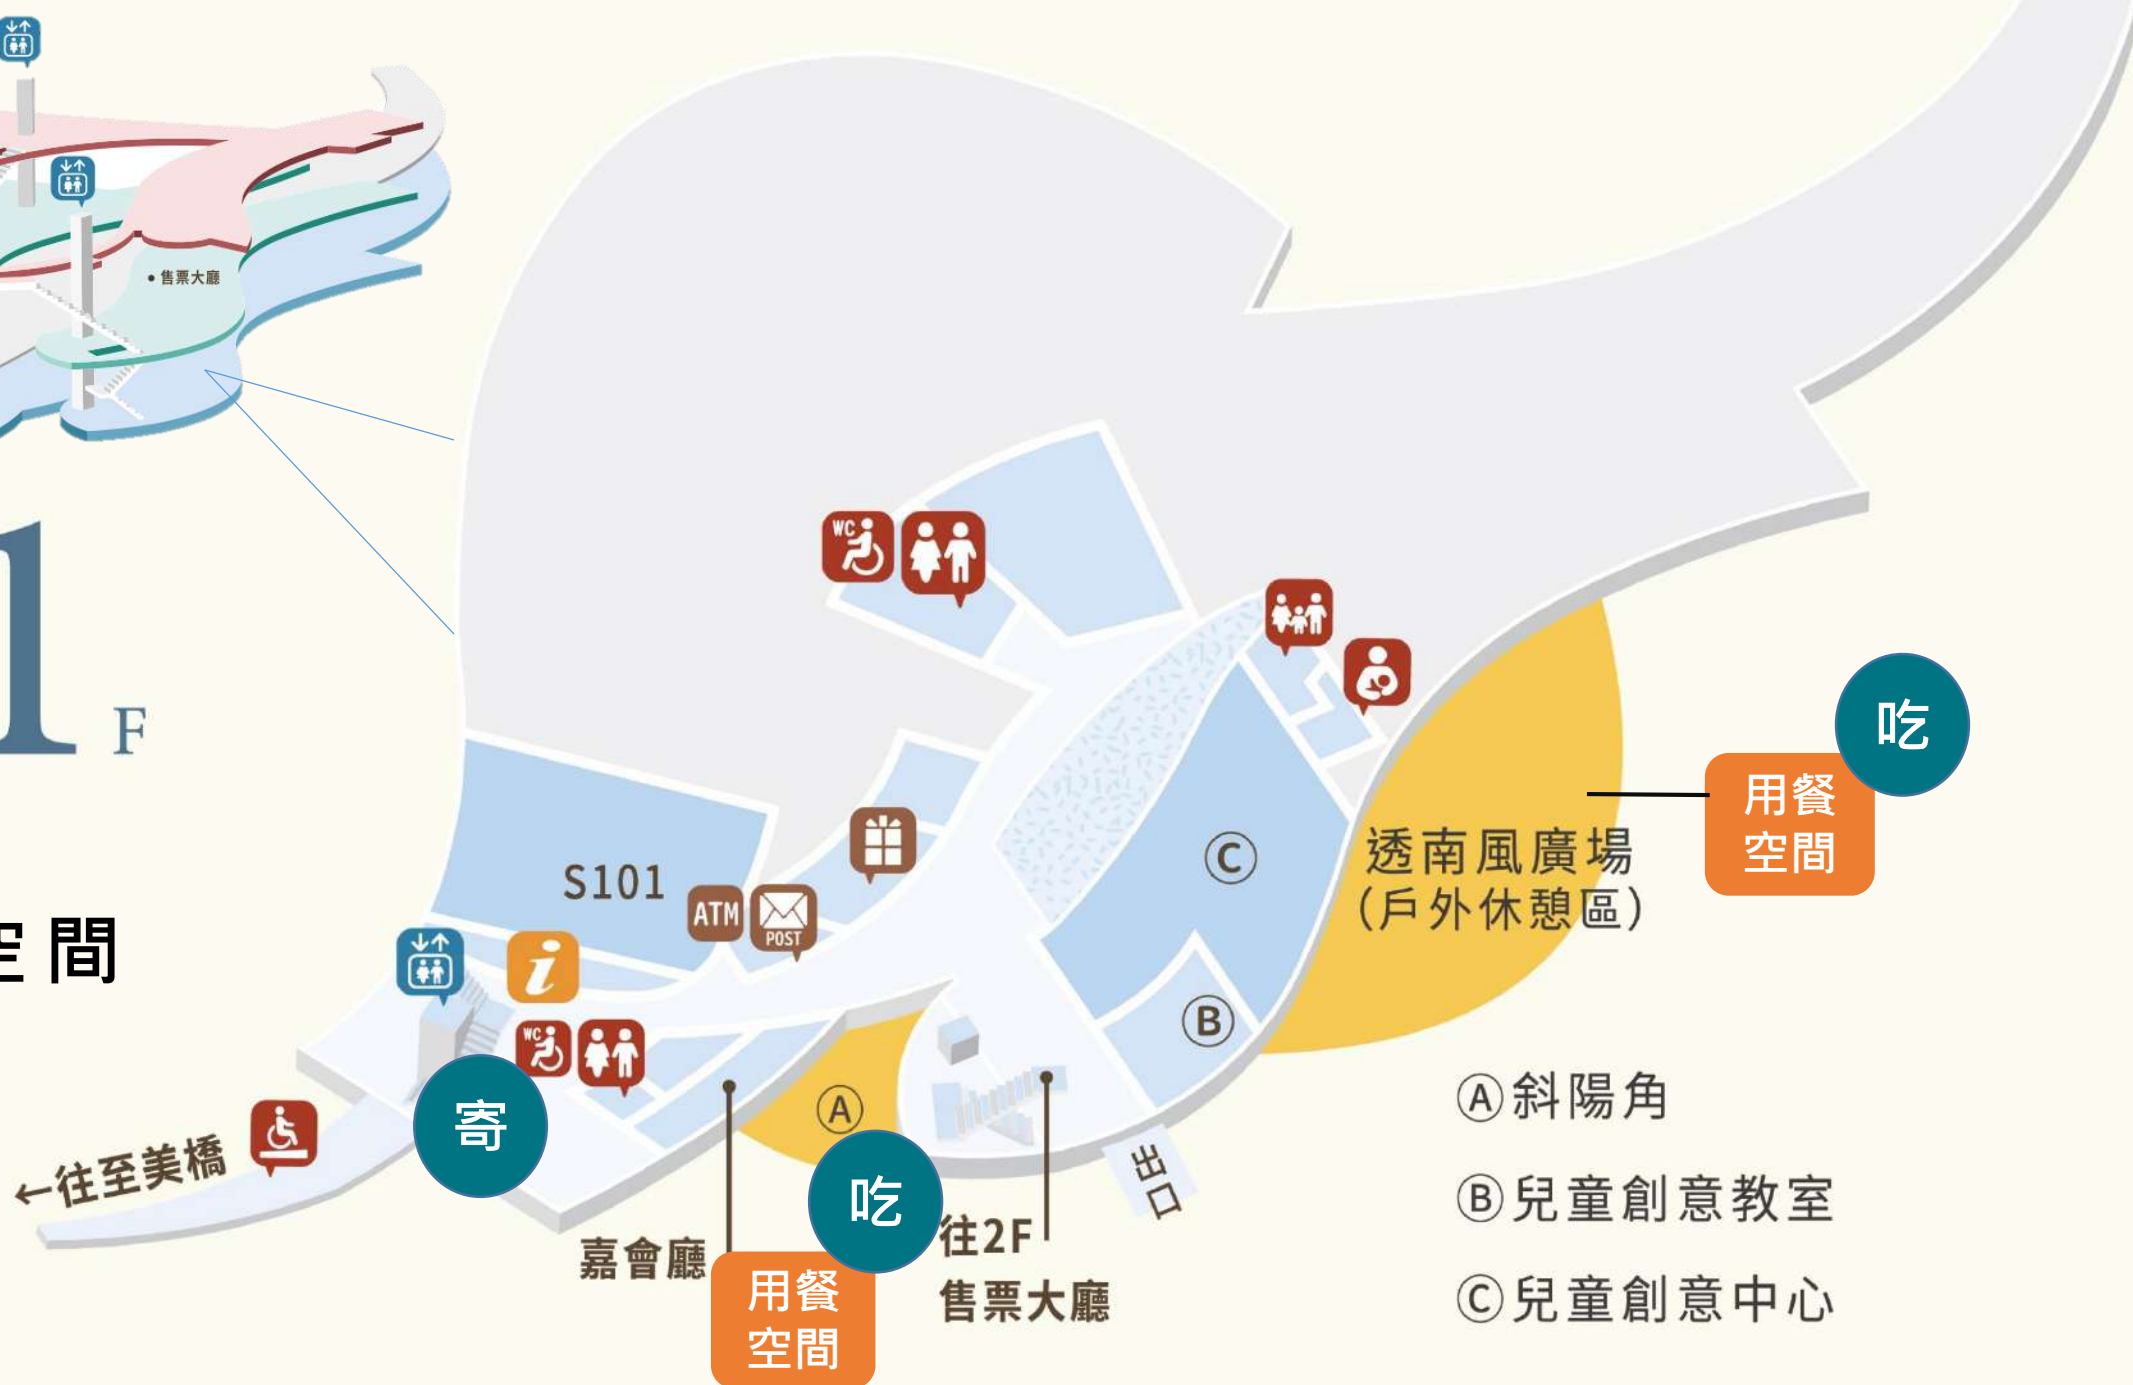 售票大廳
1F
空間
WC
S101
ATM
POST
i
WC
寄
←往至美橋
嘉會廳
用餐
空間
吃
Ⓐ
往2F
售票大廳
出口
Ⓑ
Ⓒ
透南風廣場
(戶外休憩區)
用餐
空間
吃
Ⓐ斜陽角
Ⓑ兒童創意教室
Ⓒ兒童創意中心